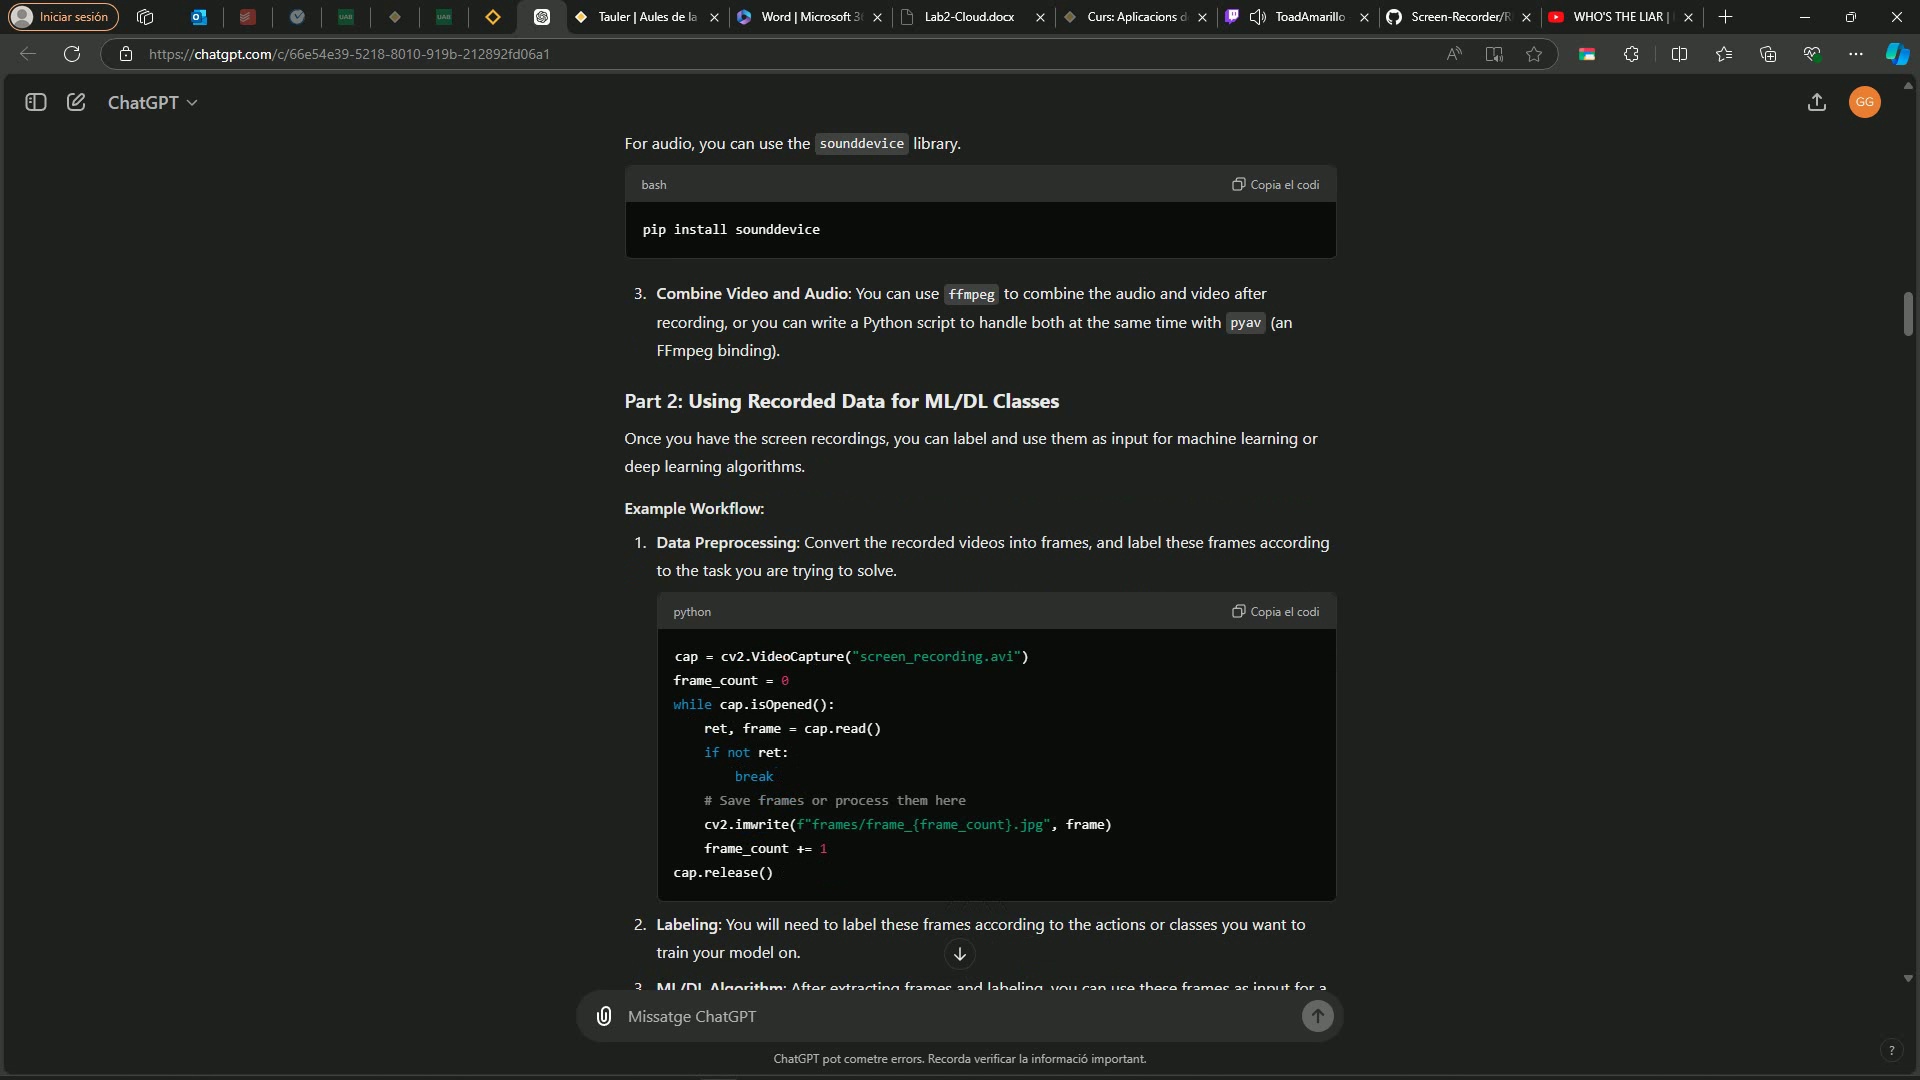 Iniciar sesión
UAB
UAB
Tauler | Aules de la
Word | Microsoft 3
Lab2-Cloud.docx
Curs: Aplicacions d
ToadAmarillo
Screen-Recorder/R
WHO'S THE LIAR |
https://chatgpt.com/c/66e54e39-5218-8010-919b-212892fd06a1
ChatGPT
GG
For audio, you can use the sounddevice library.
bash
Copia el codi
pip install sounddevice
3. Combine Video and Audio: You can use ffmpeg to combine the audio and video after
recording, or you can write a Python script to handle both at the same time with pyav (an
FFmpeg binding).
Part 2: Using Recorded Data for ML/DL Classes
Once you have the screen recordings, you can label and use them as input for machine learning or
deep learning algorithms.
Example Workflow:
1. Data Preprocessing: Convert the recorded videos into frames, and label these frames according
to the task you are trying to solve.
python
Copia el codi
cap = cv2.VideoCapture("screen_recording.avi")
frame_count = 0
while cap.isOpened():
ret, frame = cap.read()
if not ret:
break
# Save frames or process them here
cv2.imwrite(f"frames/frame_{frame_count}.jpg", frame)
frame_count += 1
cap.release()
2. Labeling: You will need to label these frames according to the actions or classes you want to
train your model on.
3. ML/DL Algorithm: After extracting frames and labeling, you can use these frames as input for a
Missatge ChatGPT
ChatGPT pot cometre errors. Recorda verificar la informació important.
?